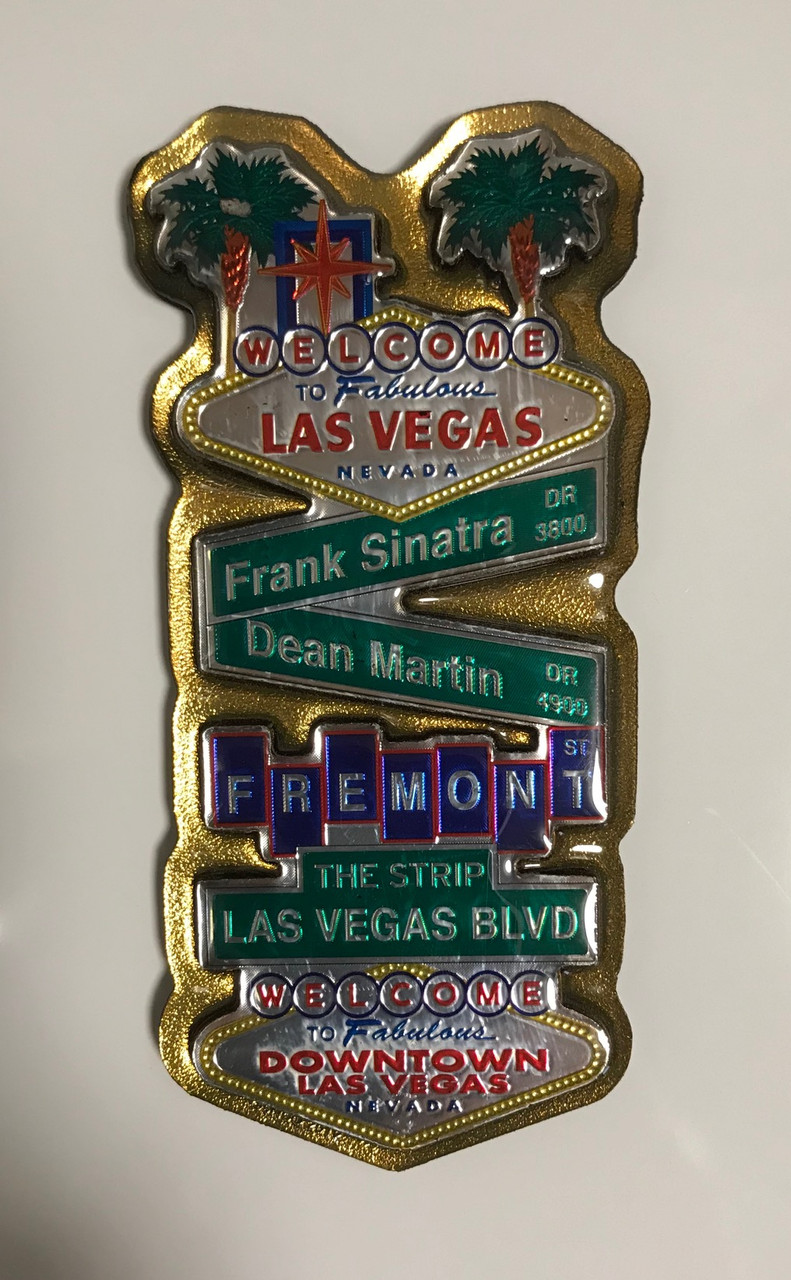 WELCOME
TO Fabulous
LAS VEGAS
NEVADA
Frank Sinatra DR 3800
Dean Martin DR 4900
FREMONT ST
THE STRIP
LAS VEGAS BLVD
WELCOME
TO Fabulous
DOWNTOWN
LAS VEGAS
NEVADA